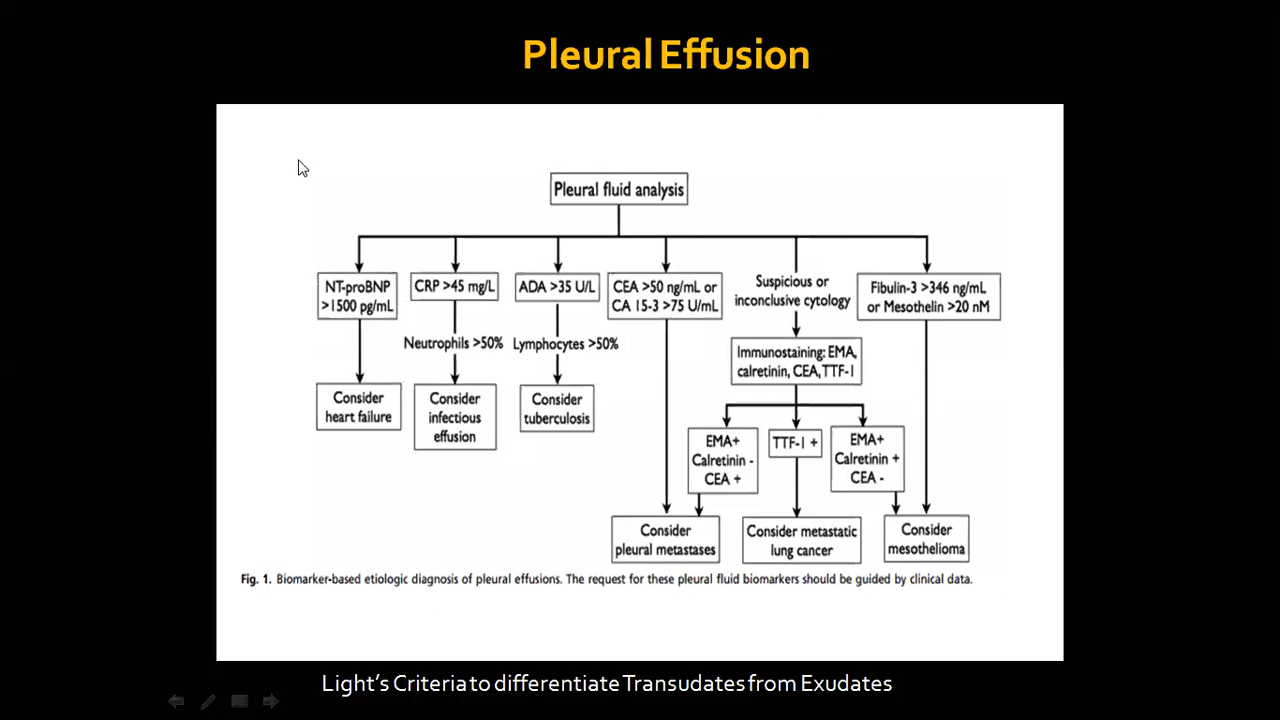 Pleural Effusion
Pleural fluid analysis
NT-proBNP
>1500 pg/mL
CRP >45 mg/L
ADA >35 U/L
CEA >50 ng/mL or
CA 15-3 >75 U/mL
Suspicious or
inconclusive cytology
Fibulin-3 >346 ng/mL
or Mesothelin >20 nM
Neutrophils >50%
Lymphocytes >50%
Immunostaining: EMA,
calretinin, CEA, TTF-1
Consider
heart failure
Consider
infectious
effusion
Consider
tuberculosis
EMA+
Calretinin -
CEA +
TTF-1 +
EMA+
Calretinin +
CEA -
Consider
pleural metastases
Consider metastatic
lung cancer
Consider
mesothelioma
Fig. 1. Biomarker-based etiologic diagnosis of pleural effusions. The request for these pleural fluid biomarkers should be guided by clinical data.
Light's Criteria to differentiate Transudates from Exudates